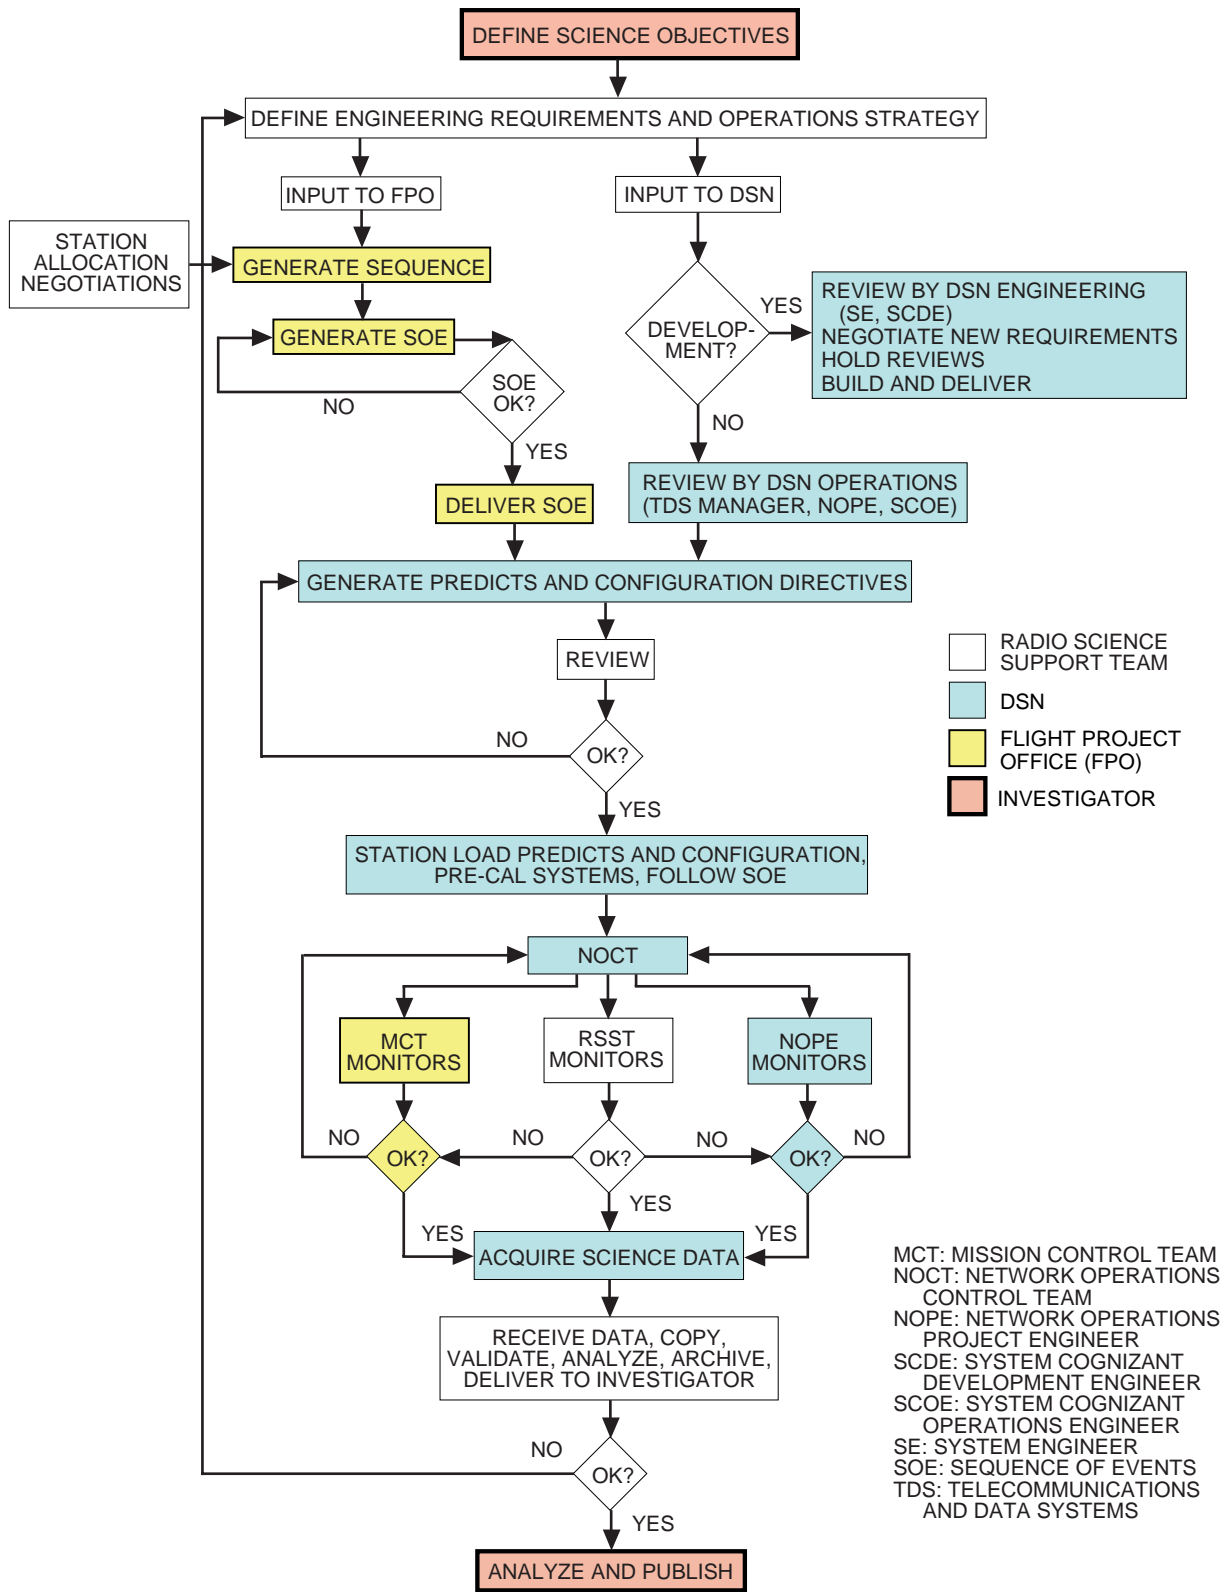 DEFINE SCIENCE OBJECTIVES
DEFINE ENGINEERING REQUIREMENTS AND OPERATIONS STRATEGY
INPUT TO FPO
INPUT TO DSN
STATION
ALLOCATION
NEGOTIATIONS
GENERATE SEQUENCE
GENERATE SOE
SOE
OK?
NO
YES
DELIVER SOE
DEVELOP-
MENT?
YES
NO
REVIEW BY DSN ENGINEERING
(SE, SCDE)
NEGOTIATE NEW REQUIREMENTS
HOLD REVIEWS
BUILD AND DELIVER
REVIEW BY DSN OPERATIONS
(TDS MANAGER, NOPE, SCOE)
GENERATE PREDICTS AND CONFIGURATION DIRECTIVES
REVIEW
NO
OK?
YES
RADIO SCIENCE
SUPPORT TEAM
DSN
FLIGHT PROJECT
OFFICE (FPO)
INVESTIGATOR
STATION LOAD PREDICTS AND CONFIGURATION,
PRE-CAL SYSTEMS, FOLLOW SOE
NOCT
MCT
MONITORS
RSST
MONITORS
NOPE
MONITORS
NO
OK?
NO
OK?
NO
OK?
NO
YES
YES
YES
ACQUIRE SCIENCE DATA
RECEIVE DATA, COPY,
VALIDATE, ANALYZE, ARCHIVE,
DELIVER TO INVESTIGATOR
NO
OK?
YES
ANALYZE AND PUBLISH
MCT: MISSION CONTROL TEAM
NOCT: NETWORK OPERATIONS
CONTROL TEAM
NOPE: NETWORK OPERATIONS
PROJECT ENGINEER
SCDE: SYSTEM COGNIZANT
DEVELOPMENT ENGINEER
SCOE: SYSTEM COGNIZANT
OPERATIONS ENGINEER
SE: SYSTEM ENGINEER
SOE: SEQUENCE OF EVENTS
TDS: TELECOMMUNICATIONS
AND DATA SYSTEMS